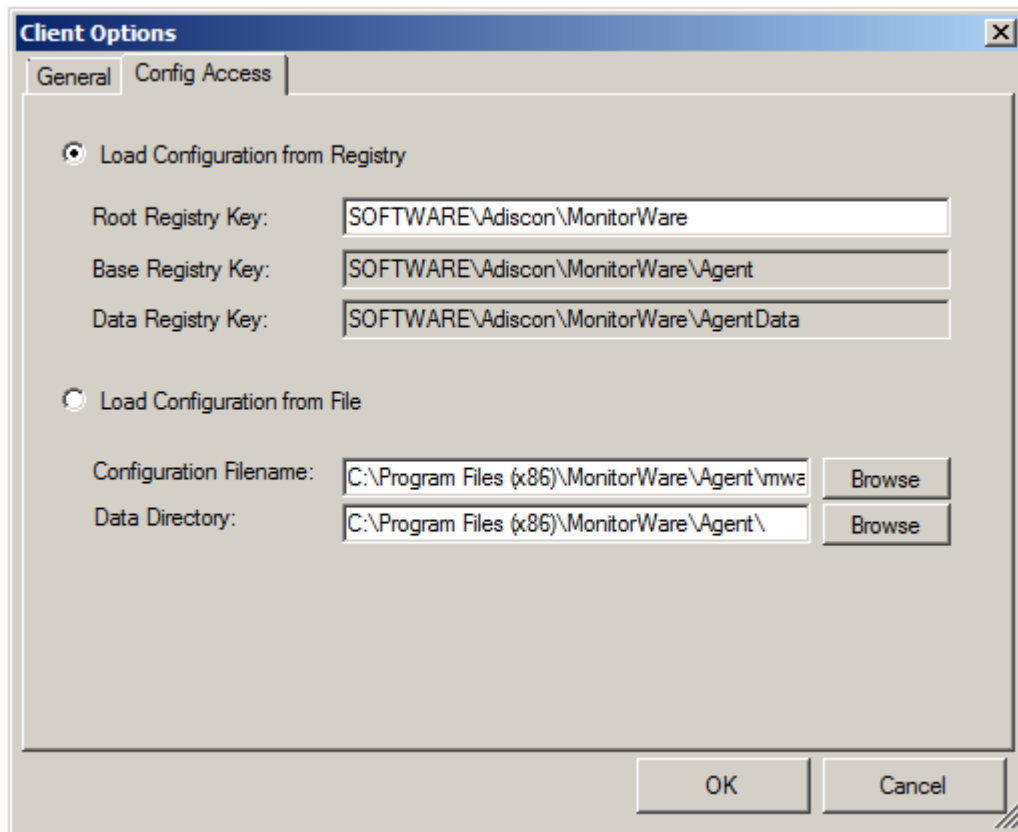 Client Options
General Config Access
Load Configuration from Registry
Root Registry Key: SOFTWARE\Adiscon\MonitorWare
Base Registry Key: SOFTWARE\Adiscon\MonitorWare\Agent
Data Registry Key: SOFTWARE\Adiscon\MonitorWare\AgentData
Load Configuration from File
Configuration Filename: C:\Program Files (x86)\MonitorWare\Agent\mwa Browse
Data Directory: C:\Program Files (x86)\MonitorWare\Agent\ Browse
OK Cancel